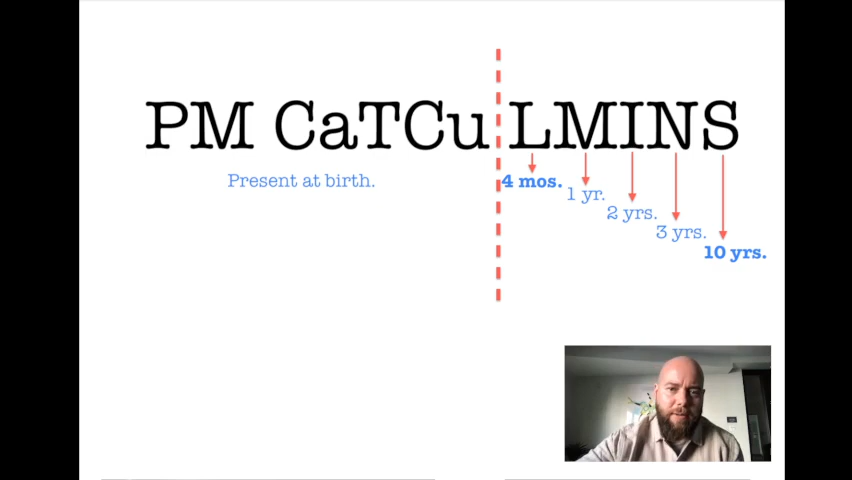 PM CaTCu LMINS
Present at birth.
4 mos.
1 yr.
2 yrs.
3 yrs.
10 yrs.